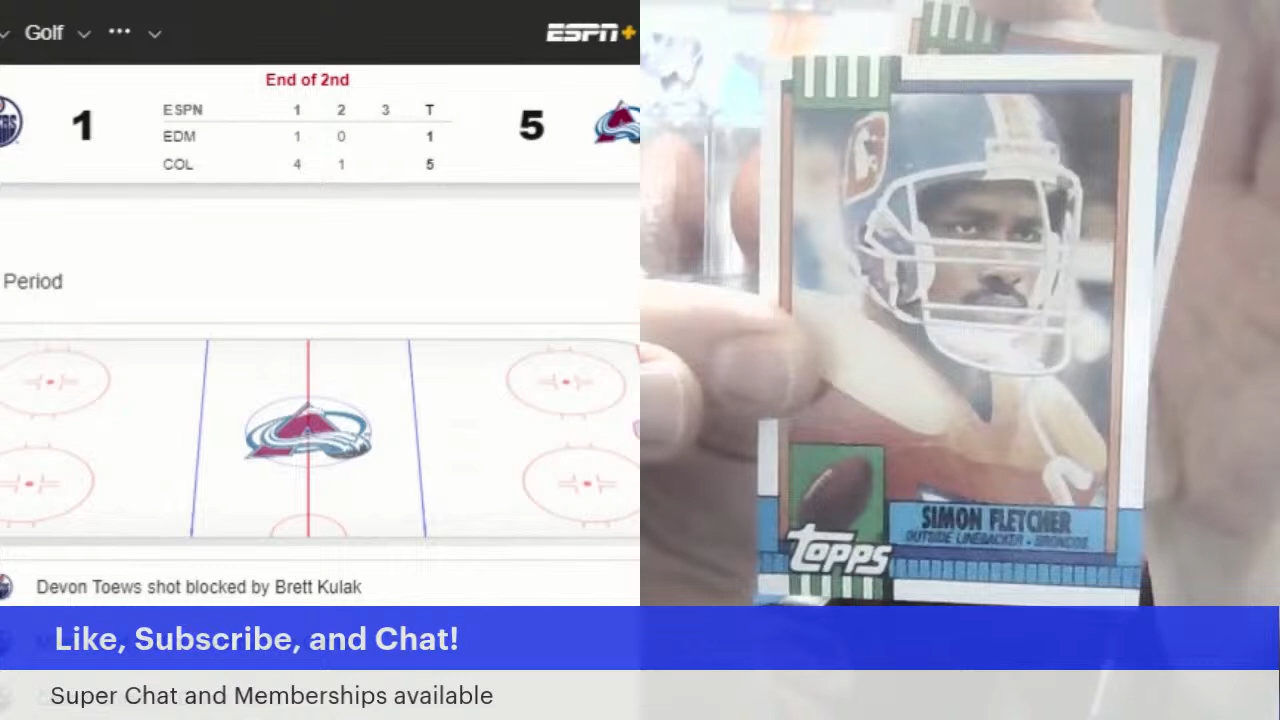 Golf
•••
ESPN+
End of 2nd
1
ESPN 1 2 3 T
EDM 1 0 1
COL 4 1 5
5
Period
Devon Toews shot blocked by Brett Kulak
SIMON FLETCHER
OUTSIDE LINEBACKER - BRONCOS
TOPPS
Like, Subscribe, and Chat!
Super Chat and Memberships available